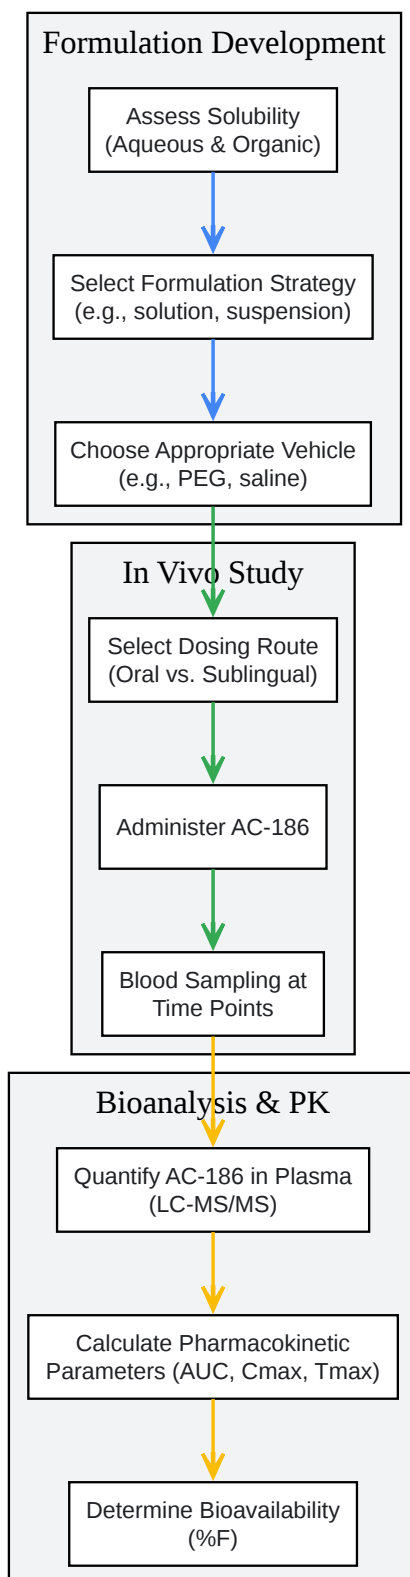 Formulation Development
Assess Solubility
(Aqueous & Organic)
Select Formulation Strategy
(e.g., solution, suspension)
Choose Appropriate Vehicle
(e.g., PEG, saline)
In Vivo Study
Select Dosing Route
(Oral vs. Sublingual)
Administer AC-186
Blood Sampling at
Time Points
Bioanalysis & PK
Quantify AC-186 in Plasma
(LC-MS/MS)
Calculate Pharmacokinetic
Parameters (AUC, Cmax, Tmax)
Determine Bioavailability
(%F)